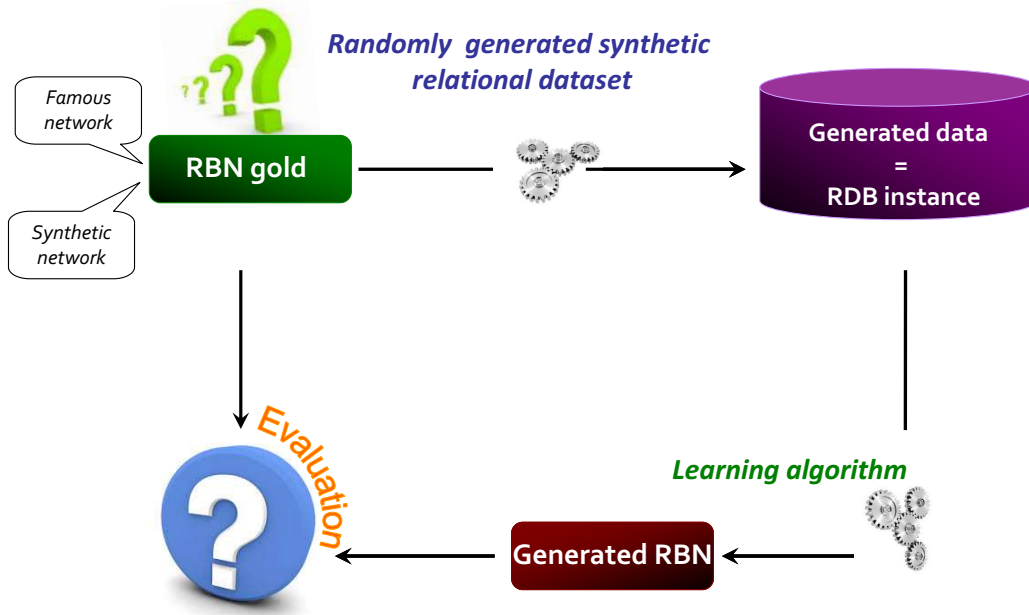 Randomly generated synthetic
relational dataset
Famous
network
RBN gold
Synthetic
network
Generated data
=
RDB instance
Evaluation
Learning algorithm
Generated RBN